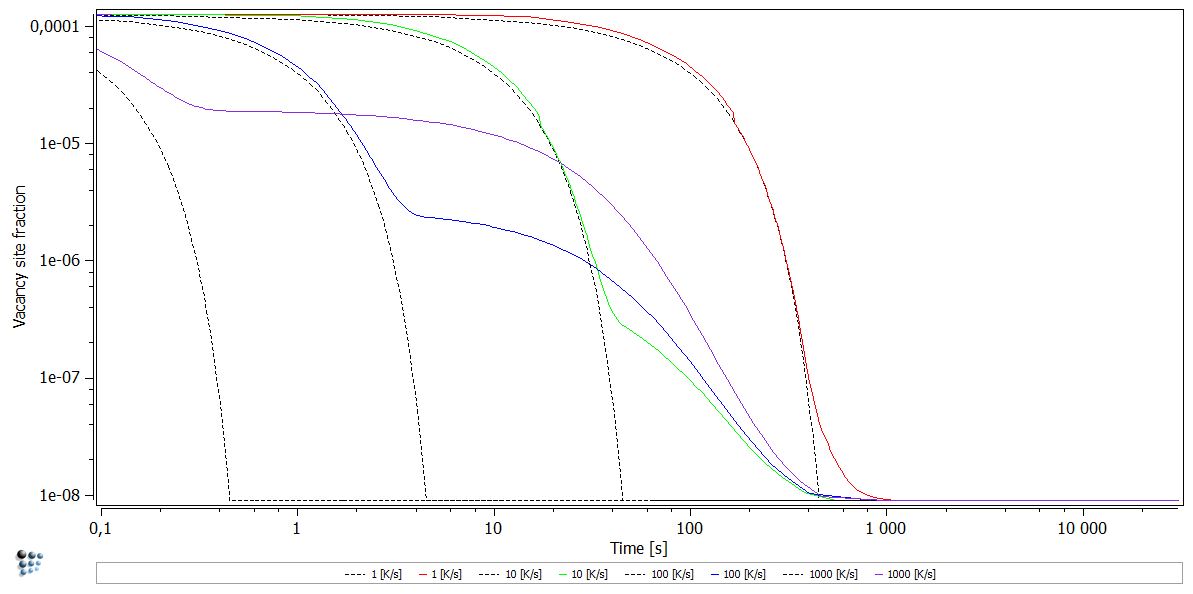 0,0001
1e-05
1e-06
1e-07
1e-08
Vacancy site fraction
0,1 1 10 100 1 000 10 000
Time [s]
1 [K/s] 1 [K/s] 10 [K/s] 10 [K/s] 100 [K/s] 100 [K/s] 1000 [K/s] 1000 [K/s]